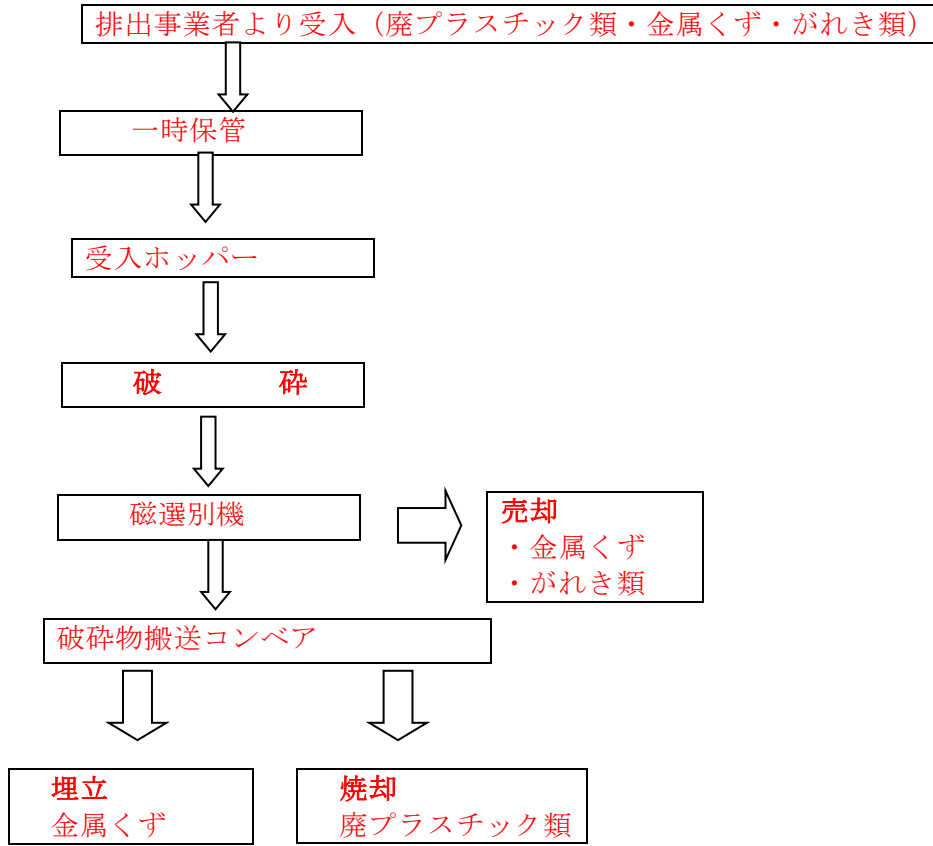 排出事業者より受入（廃プラスチック類・金属くず・がれき類）
一時保管
受入ホッパー
破　　　　砕
磁選別機
売却
・金属くず
・がれき類
破砕物搬送コンベア
埋立
金属くず
焼却
廃プラスチック類